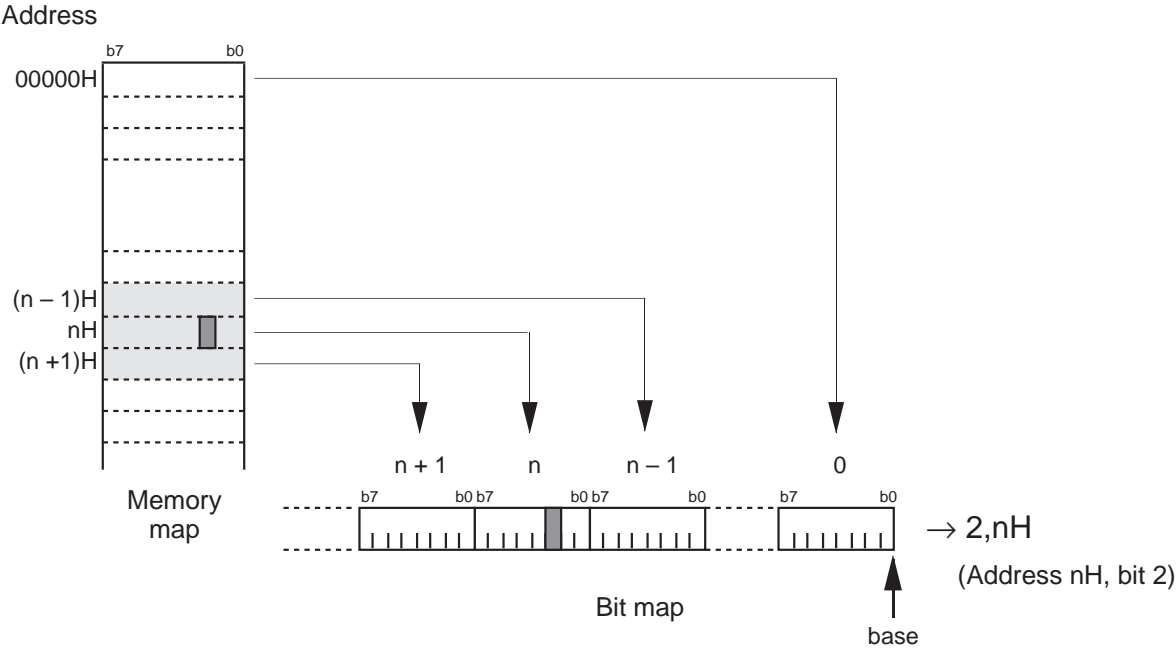 Address
b7 b0
00000H
(n – 1)H
nH
(n +1)H
n + 1 n n – 1 0
b7 b0 b7 b0 b7 b0 b7 b0
Memory
map
→ 2,nH
(Address nH, bit 2)
Bit map
base